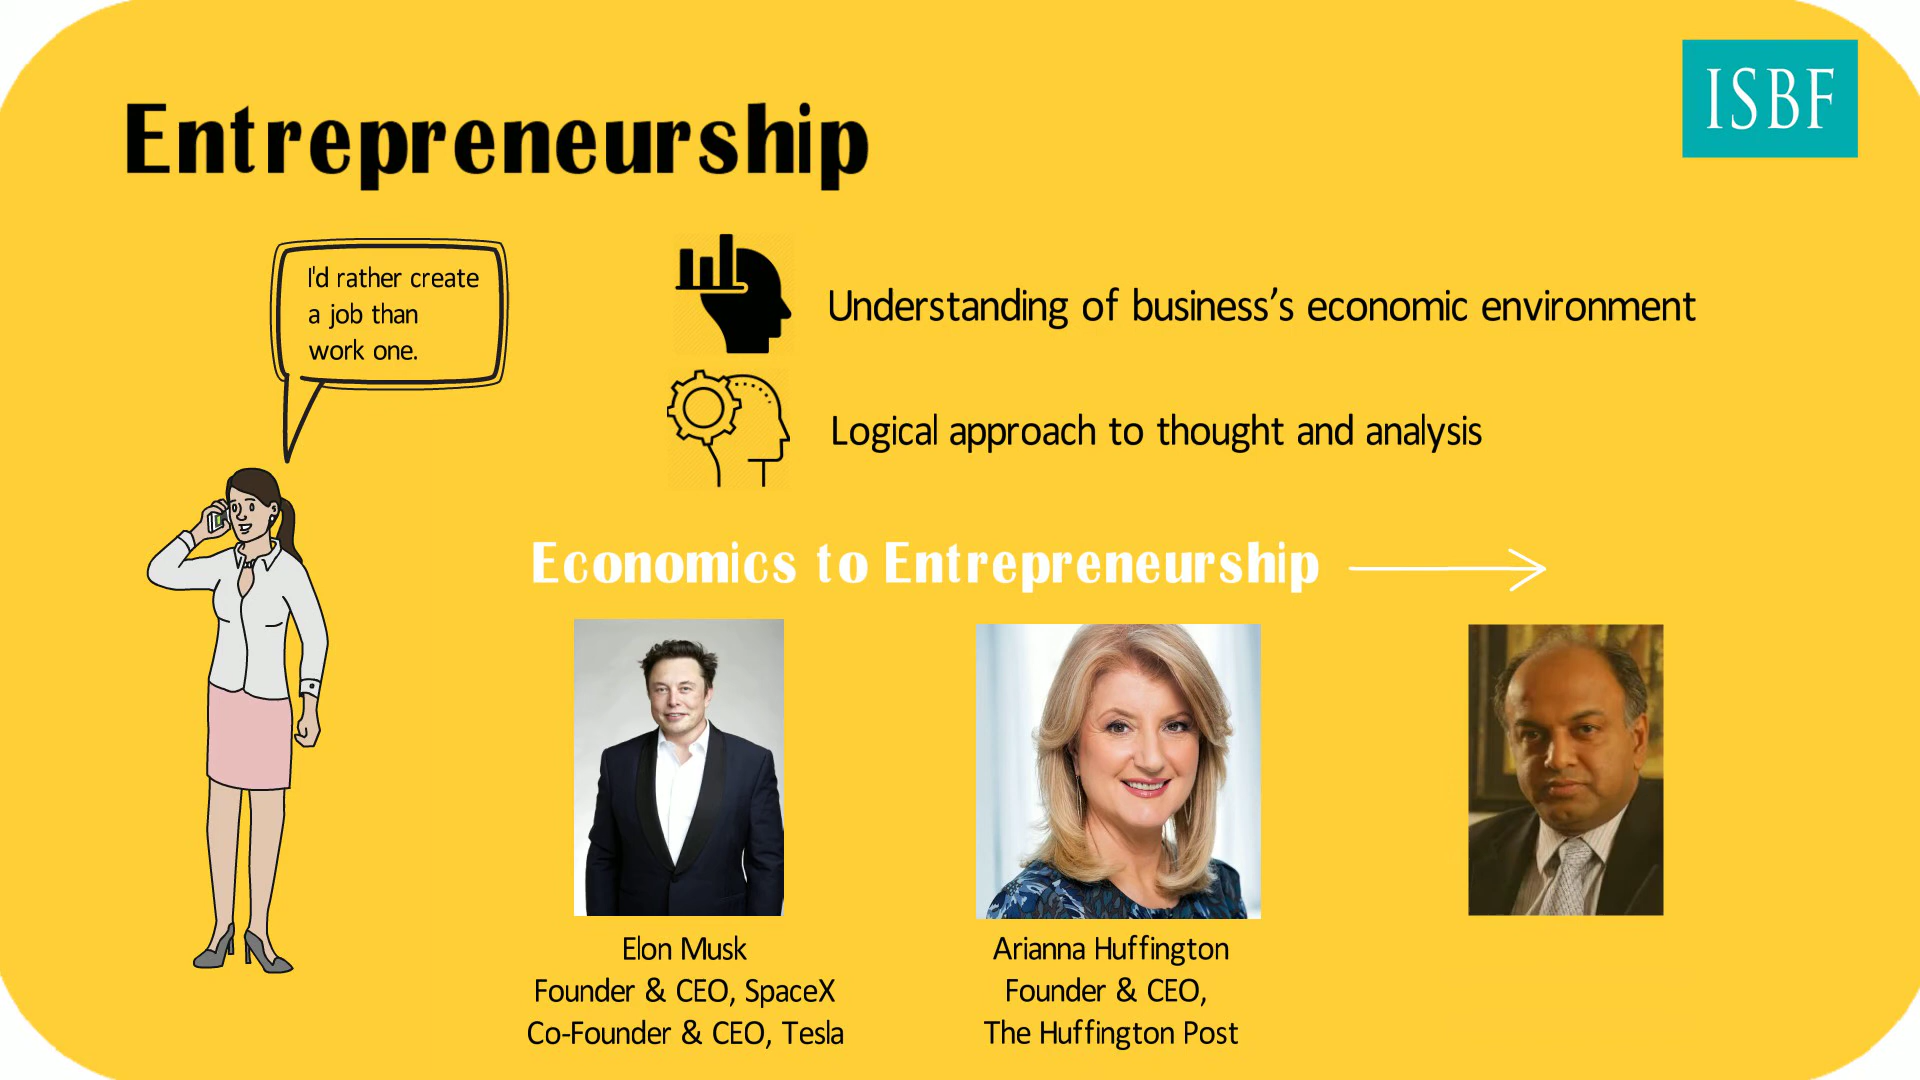 Entrepreneurship
ISBF
I'd rather create
a job than
work one.
Understanding of business’s economic environment
Logical approach to thought and analysis
Economics to Entrepreneurship
Elon Musk
Founder & CEO, SpaceX
Co-Founder & CEO, Tesla
Arianna Huffington
Founder & CEO,
The Huffington Post